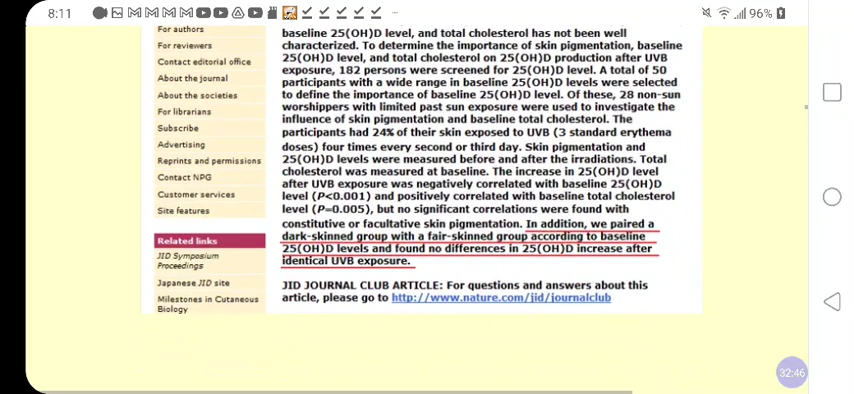 8:11
96%
For authors
For reviewers
Contact editorial office
About the journal
About the societies
For librarians
Subscribe
Advertising
Reprints and permissions
Contact NPG
Customer services
Site features
Related links
JID Symposium
Proceedings
Japanese JID site
Milestones in Cutaneous
Biology
baseline 25(OH)D level, and total cholesterol has not been well
characterized. To determine the importance of skin pigmentation, baseline
25(OH)D level, and total cholesterol on 25(OH)D production after UVB
exposure, 182 persons were screened for 25(OH)D level. A total of 50
participants with a wide range in baseline 25(OH)D levels were selected
to define the importance of baseline 25(OH)D level. Of these, 28 non-sun
worshippers with limited past sun exposure were used to investigate the
influence of skin pigmentation and baseline total cholesterol. The
participants had 24% of their skin exposed to UVB (3 standard erythema
doses) four times every second or third day. Skin pigmentation and
25(OH)D levels were measured before and after the irradiations. Total
cholesterol was measured at baseline. The increase in 25(OH)D level
after UVB exposure was negatively correlated with baseline 25(OH)D
level (P<0.001) and positively correlated with baseline total cholesterol
level (P=0.005), but no significant correlations were found with
constitutive or facultative skin pigmentation. In addition, we paired a
dark-skinned group with a fair-skinned group according to baseline
25(OH)D levels and found no differences in 25(OH)D increase after
identical UVB exposure.
JID JOURNAL CLUB ARTICLE: For questions and answers about this
article, please go to http://www.nature.com/jid/journalclub
32:46